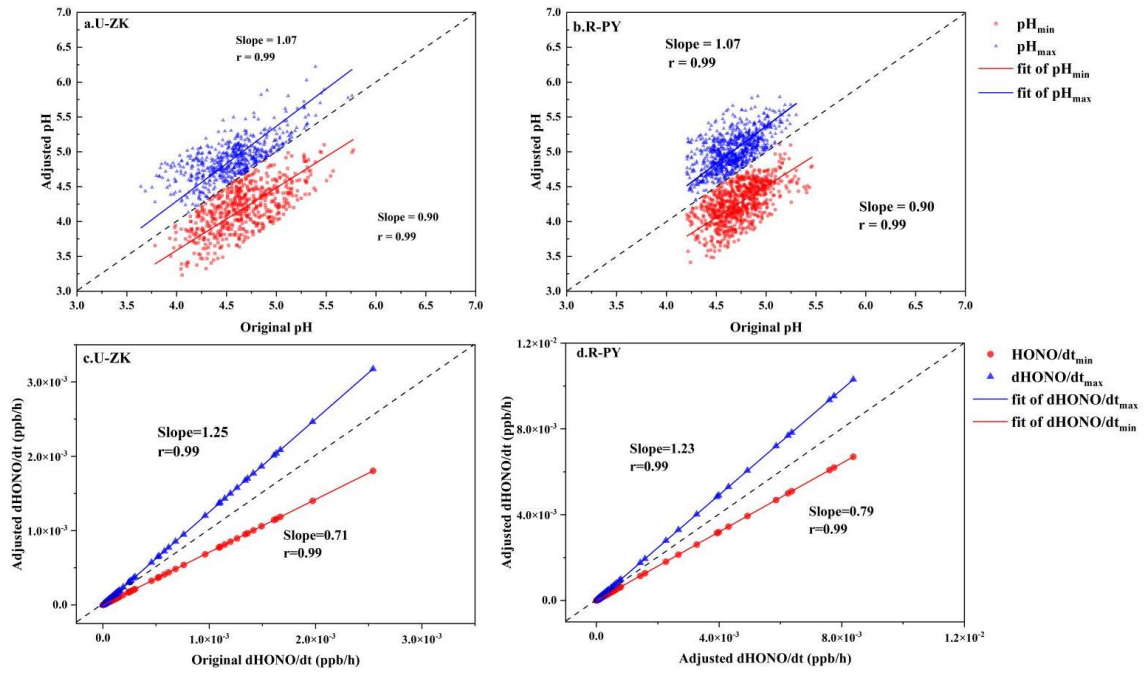 a.U-ZK
Slope = 1.07
r = 0.99
Slope = 0.90
r = 0.99
Adjusted pH
7.0
6.5
6.0
5.5
5.0
4.5
4.0
3.5
3.0
3.0 3.5 4.0 4.5 5.0 5.5 6.0 6.5 7.0
Original pH
b.R-PY
Slope = 1.07
r = 0.99
Slope = 0.90
r = 0.99
Adjusted pH
7.0
6.5
6.0
5.5
5.0
4.5
4.0
3.5
3.0
3.0 3.5 4.0 4.5 5.0 5.5 6.0 6.5 7.0
Original pH
pHmin
pHmax
fit of pHmin
fit of pHmax
c.U-ZK
Slope=1.25
r=0.99
Slope=0.71
r=0.99
Adjusted dHONO/dt (ppb/h)
3.0×10⁻³
2.0×10⁻³
1.0×10⁻³
0.0
0.0 1.0×10⁻³ 2.0×10⁻³ 3.0×10⁻³
Original dHONO/dt (ppb/h)
d.R-PY
Slope=1.23
r=0.99
Slope=0.79
r=0.99
Adjusted dHONO/dt (ppb/h)
1.2×10⁻²
8.0×10⁻³
4.0×10⁻³
0.0
0.0 4.0×10⁻³ 8.0×10⁻³ 1.2×10⁻²
Adjusted dHONO/dt (ppb/h)
HONO/dtmin
dHONO/dtmax
fit of dHONO/dtmax
fit of dHONO/dtmin